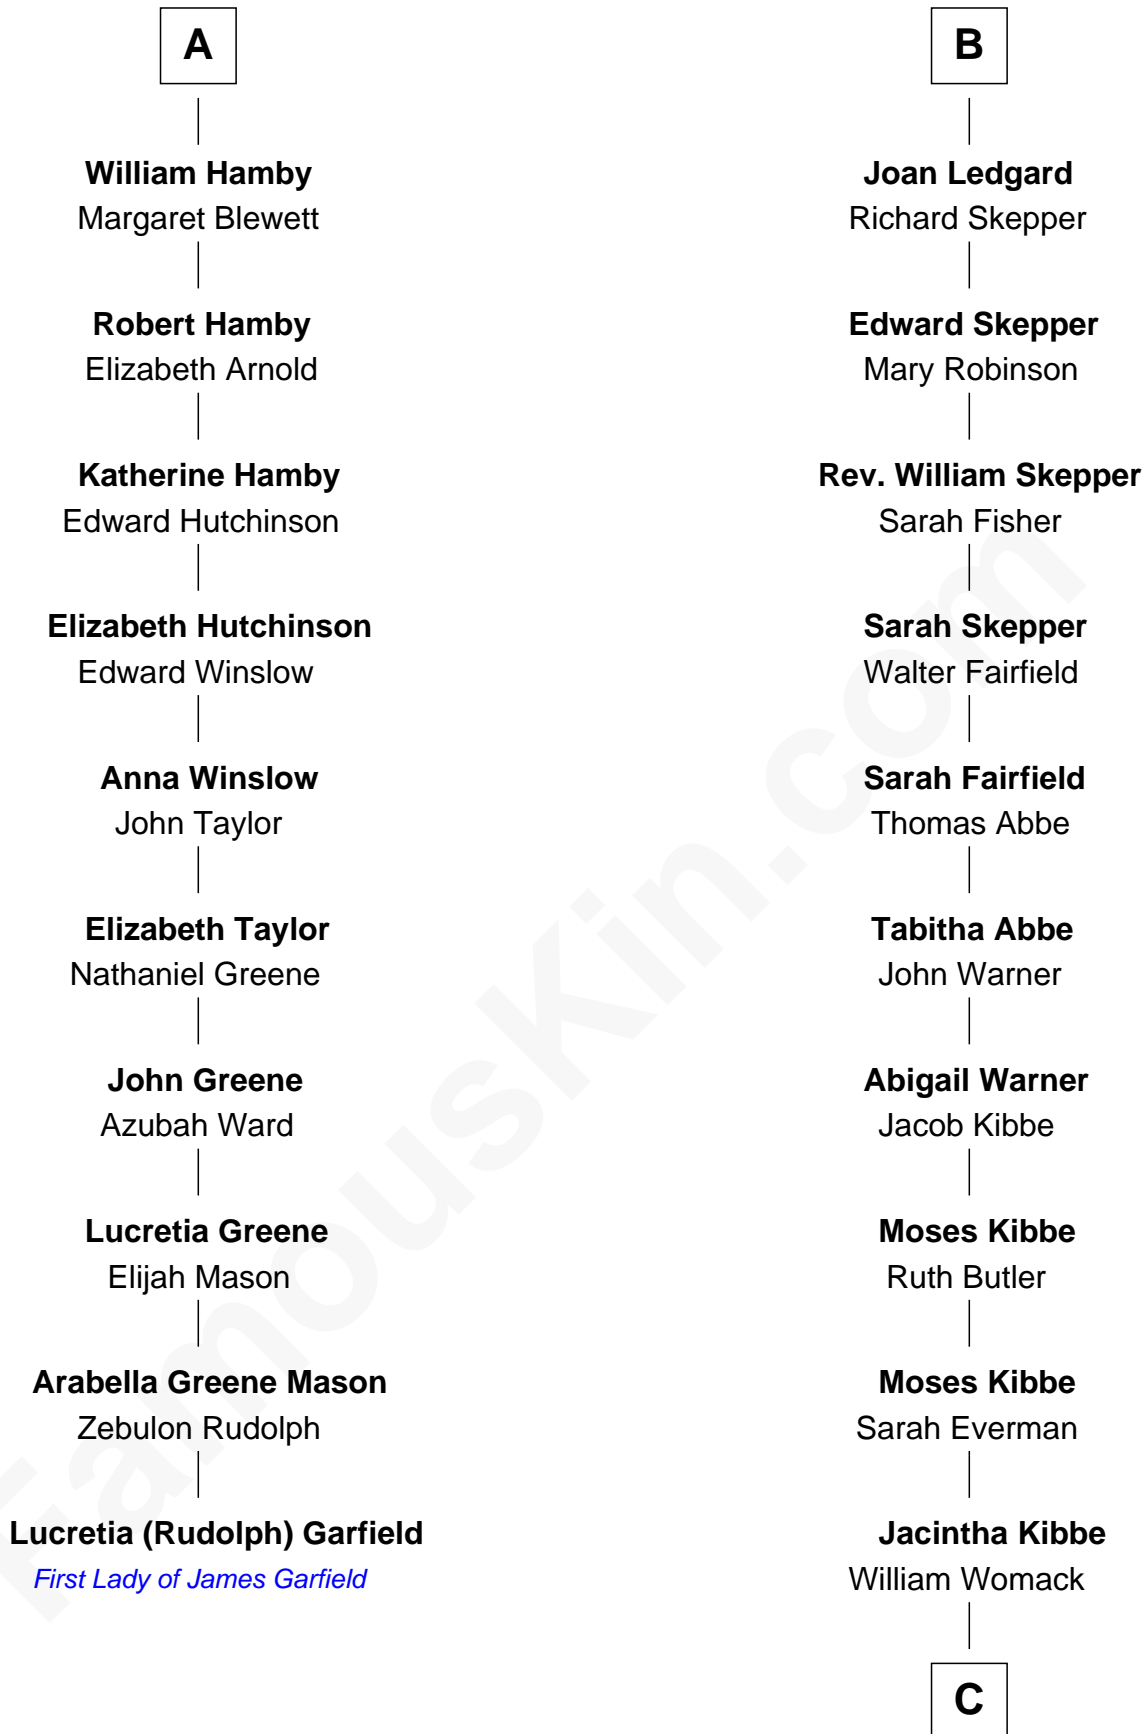 A
William Hamby
Margaret Blewett
Robert Hamby
Elizabeth Arnold
Katherine Hamby
Edward Hutchinson
Elizabeth Hutchinson
Edward Winslow
Anna Winslow
John Taylor
Elizabeth Taylor
Nathaniel Greene
John Greene
Azubah Ward
Lucretia Greene
Elijah Mason
Arabella Greene Mason
Zebulon Rudolph
Lucretia (Rudolph) Garfield
First Lady of James Garfield
B
Joan Ledgard
Richard Skepper
Edward Skepper
Mary Robinson
Rev. William Skepper
Sarah Fisher
Sarah Skepper
Walter Fairfield
Sarah Fairfield
Thomas Abbe
Tabitha Abbe
John Warner
Abigail Warner
Jacob Kibbe
Moses Kibbe
Ruth Butler
Moses Kibbe
Sarah Everman
Jacintha Kibbe
William Womack
C
FamousKin.com